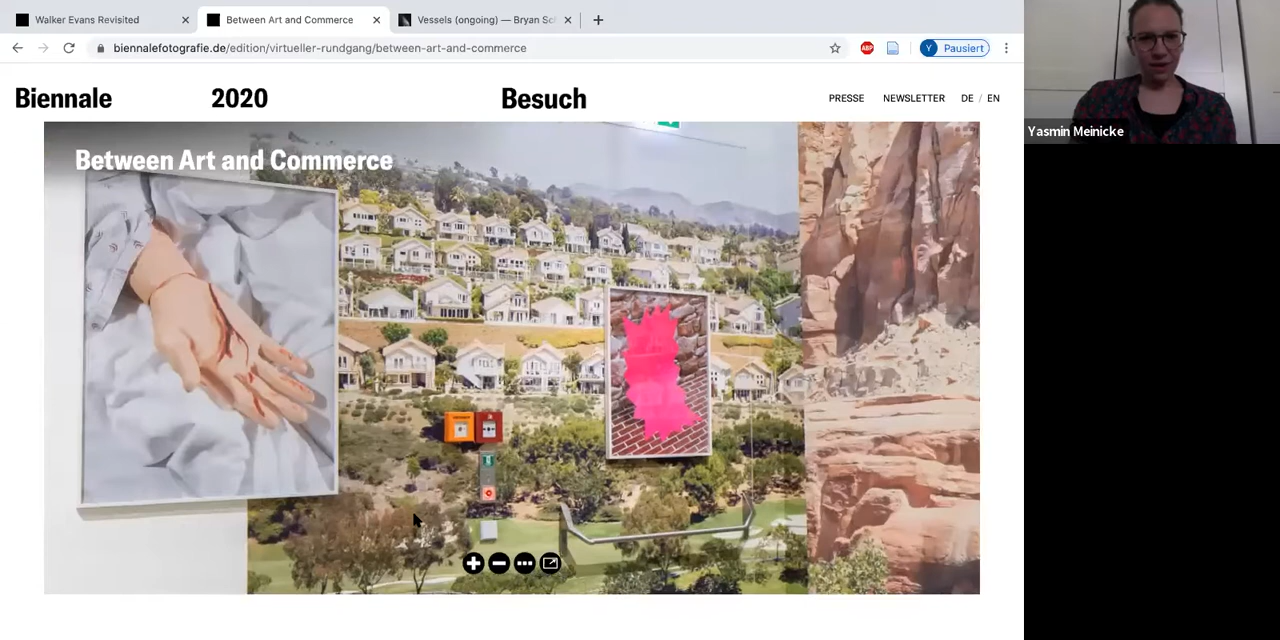 Walker Evans Revisited
Between Art and Commerce
Vessels (ongoing) — Bryan Sc
biennalefotografie.de/edition/virtueller-rundgang/between-art-and-commerce
ABP
Y Pausiert
Biennale 2020 Besuch PRESSE NEWSLETTER DE / EN
Between Art and Commerce
Yasmin Meinicke